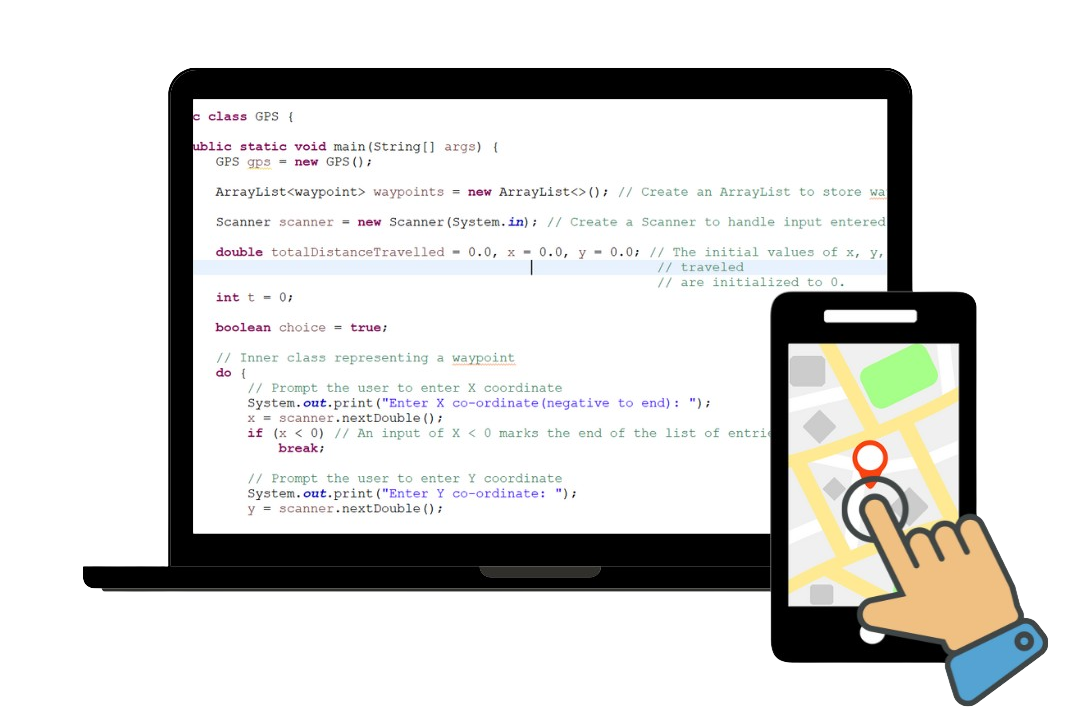 c class GPS {
ublic static void main(String[] args) {
GPS gps = new GPS();
ArrayList<waypoint> waypoints = new ArrayList<>(); // Create an ArrayList to store wa
Scanner scanner = new Scanner(System.in); // Create a Scanner to handle input entered
double totalDistanceTravelled = 0.0, x = 0.0, y = 0.0; // The initial values of x, y,
// traveled
// are initialized to 0.
int t = 0;
boolean choice = true;
// Inner class representing a waypoint
do {
// Prompt the user to enter X coordinate
System.out.print("Enter X co-ordinate(negative to end): ");
x = scanner.nextDouble();
if (x < 0) // An input of X < 0 marks the end of the list of entrie
break;
// Prompt the user to enter Y coordinate
System.out.print("Enter Y co-ordinate: ");
y = scanner.nextDouble();